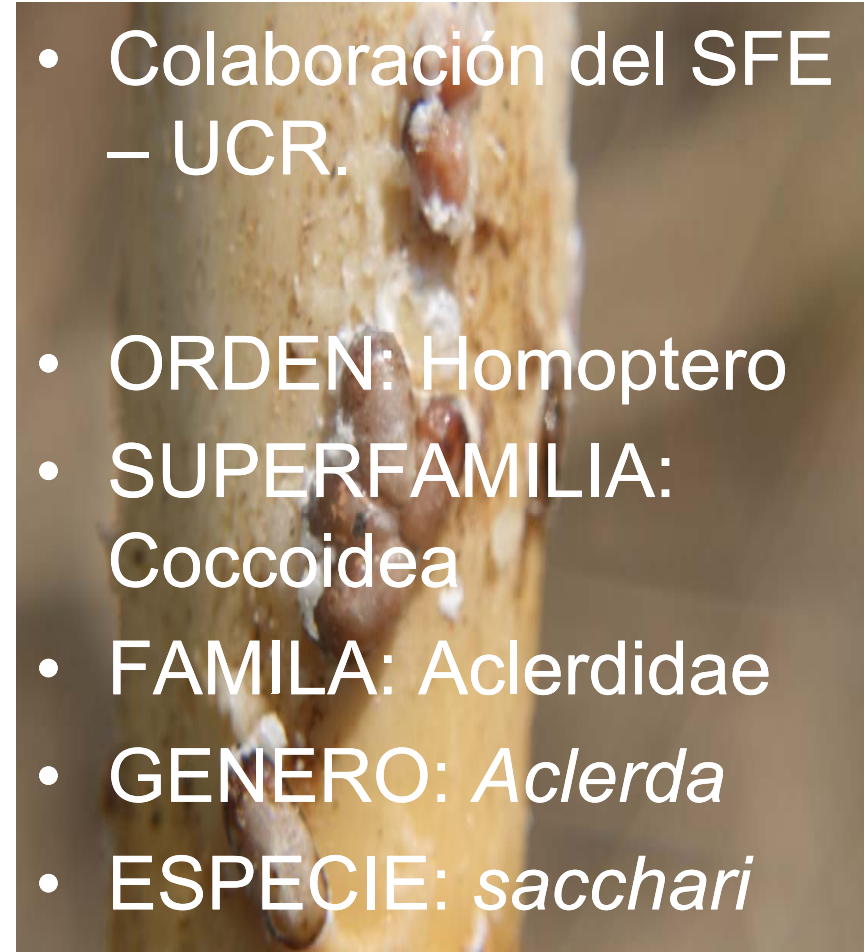 • Colaboración del SFE
– UCR.
• ORDEN: Homoptero
• SUPERFAMILIA:
Coccoidea
• FAMILA: Aclerdidae
• GENERO: Aclerda
• ESPECIE: sacchari